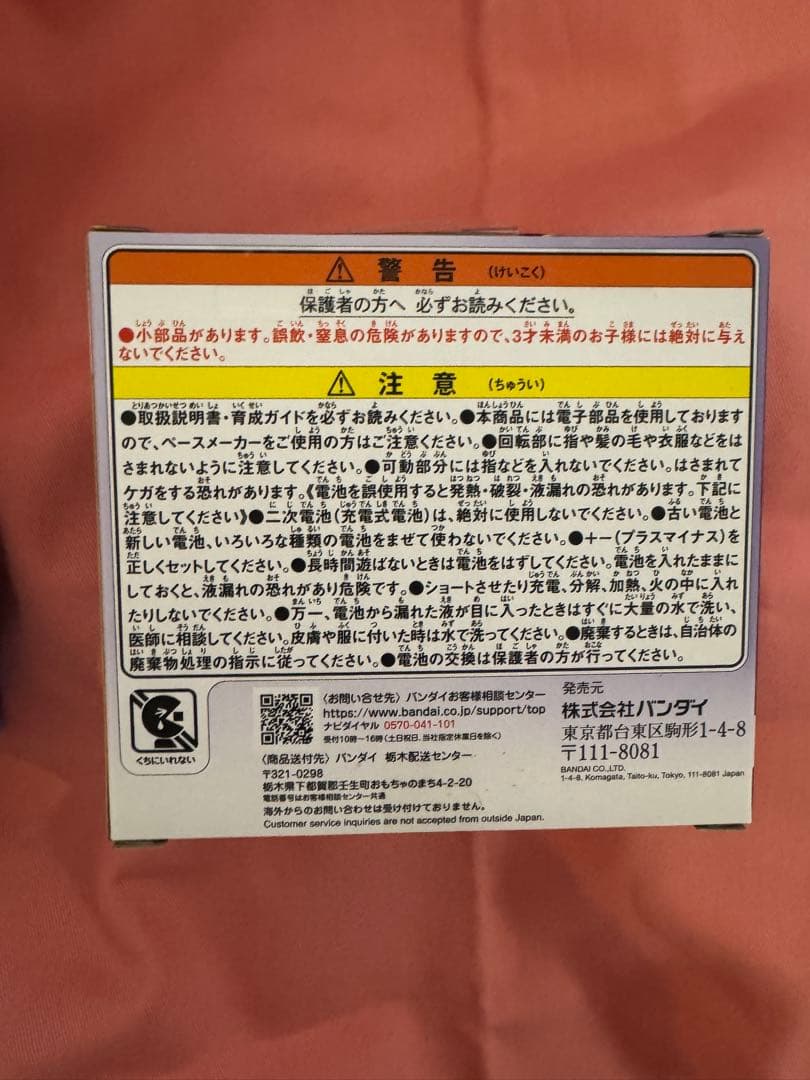 ⚠ 警告 (けいこく)
保護者の方へ 必ずお読みください。
●小部品があります。誤飲・窒息の危険がありますので、3才未満のお子様には絶対に与え
ないでください。
⚠ 注意 (ちゅうい)
●取扱説明書・育成ガイドを必ずお読みください。●本商品には電子部品を使用しております
ので、ペースメーカーをご使用の方はご注意ください。●回転部に指や髪の毛や衣服などをは
さまれないように注意してください。●可動部分には指などを入れないでください。はさまれて
ケガをする恐れがあります。《電池を誤使用すると発熱・破裂・液漏れの恐れがあります。下記に
注意してください》●二次電池(充電式電池)は、絶対に使用しないでください。●古い電池と
新しい電池、いろいろな種類の電池をまぜて使わないでください。●+−(プラスマイナス)を
正しくセットしてください。●長時間遊ばないときは電池をはずしてください。電池を入れたままに
しておくと、液漏れの恐れがあり危険です。●ショートさせたり充電、分解、加熱、火の中に入れ
たりしないでください。●万一、電池から漏れた液が目に入ったときはすぐに大量の水で洗い、
医師に相談してください。皮膚や服に付いた時は水で洗ってください。●廃棄するときは、自治体の
廃棄物処理の指示に従ってください。●電池の交換は保護者の方が行ってください。
くちにいれない
〈お問い合せ先〉バンダイお客様相談センター
https://www.bandai.co.jp/support/top
ナビダイヤル 0570-041-101
受付10時〜16時(土日祝日、当社指定休業日を除く)
〈商品送付先〉バンダイ 栃木配送センター
〒321-0298
栃木県下都賀郡壬生町おもちゃのまち4-2-20
電話番号はお客様相談センター共通
海外からのお問い合わせは受け付けておりません。
Customer service inquiries are not accepted from outside Japan.
発売元
株式会社バンダイ
東京都台東区駒形1-4-8
〒111-8081
BANDAI CO.,LTD.
1-4-8, Komagata, Taito-ku, Tokyo, 111-8081 Japan